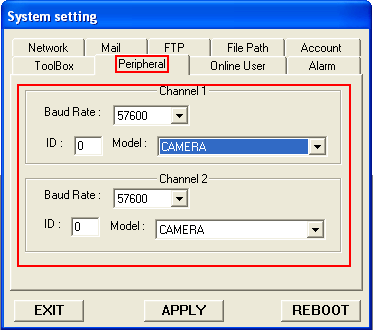 System setting
Network Mail FTP File Path Account
ToolBox Peripheral Online User Alarm
Channel 1
Baud Rate : 57600
ID : 0 Model : CAMERA
Channel 2
Baud Rate : 57600
ID : 0 Model : CAMERA
EXIT APPLY REBOOT